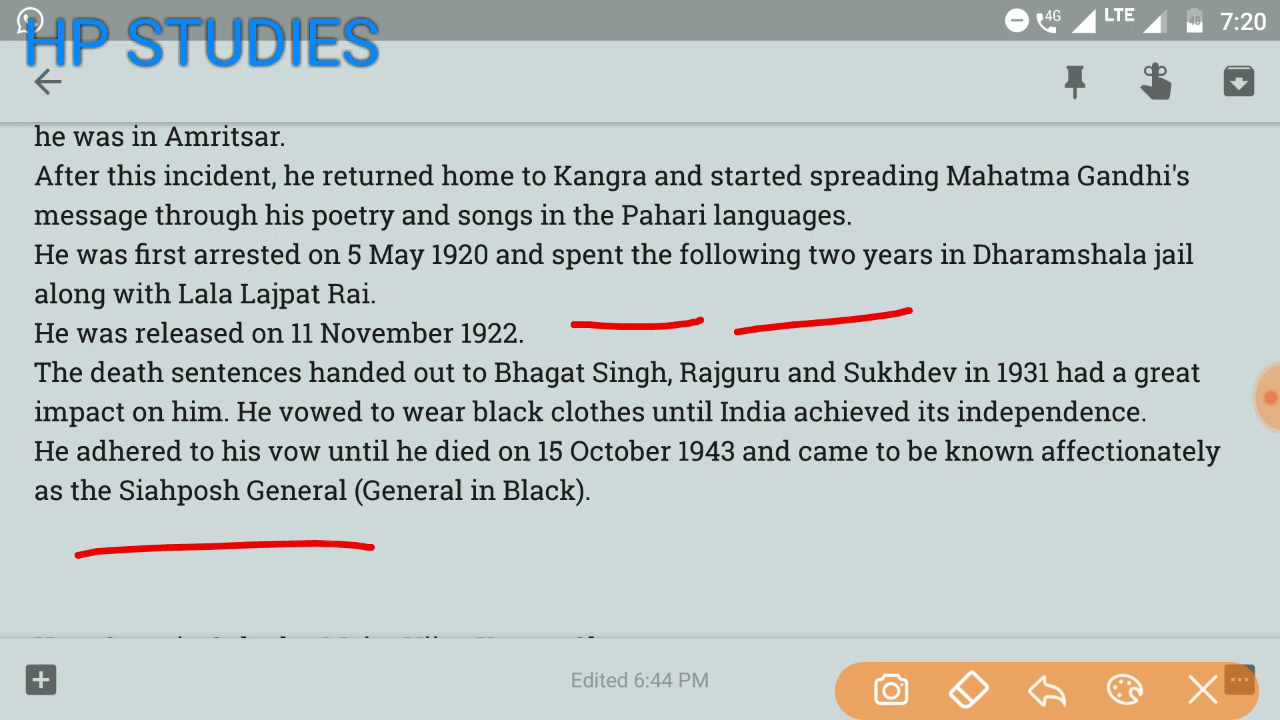 HP STUDIES
4G LTE 48 7:20
he was in Amritsar.
After this incident, he returned home to Kangra and started spreading Mahatma Gandhi's
message through his poetry and songs in the Pahari languages.
He was first arrested on 5 May 1920 and spent the following two years in Dharamshala jail
along with Lala Lajpat Rai.
He was released on 11 November 1922.
The death sentences handed out to Bhagat Singh, Rajguru and Sukhdev in 1931 had a great
impact on him. He vowed to wear black clothes until India achieved its independence.
He adhered to his vow until he died on 15 October 1943 and came to be known affectionately
as the Siahposh General (General in Black).
Edited 6:44 PM